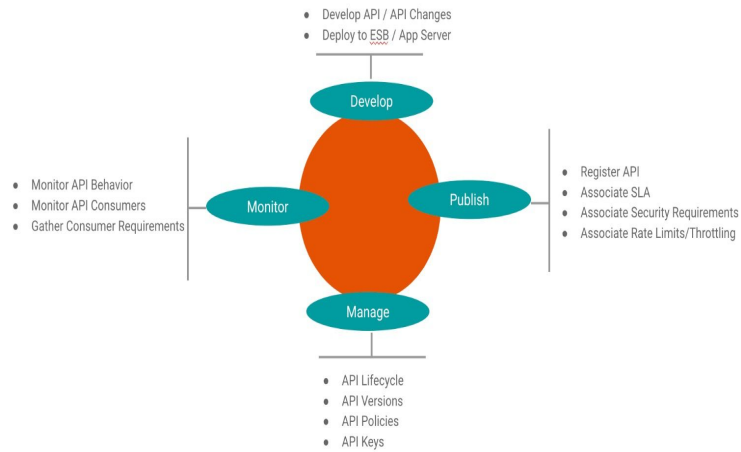 ● Develop API / API Changes
● Deploy to ESB / App Server
Develop
● Monitor API Behavior
● Monitor API Consumers
● Gather Consumer Requirements
Monitor
Publish
● Register API
● Associate SLA
● Associate Security Requirements
● Associate Rate Limits/Throttling
Manage
● API Lifecycle
● API Versions
● API Policies
● API Keys